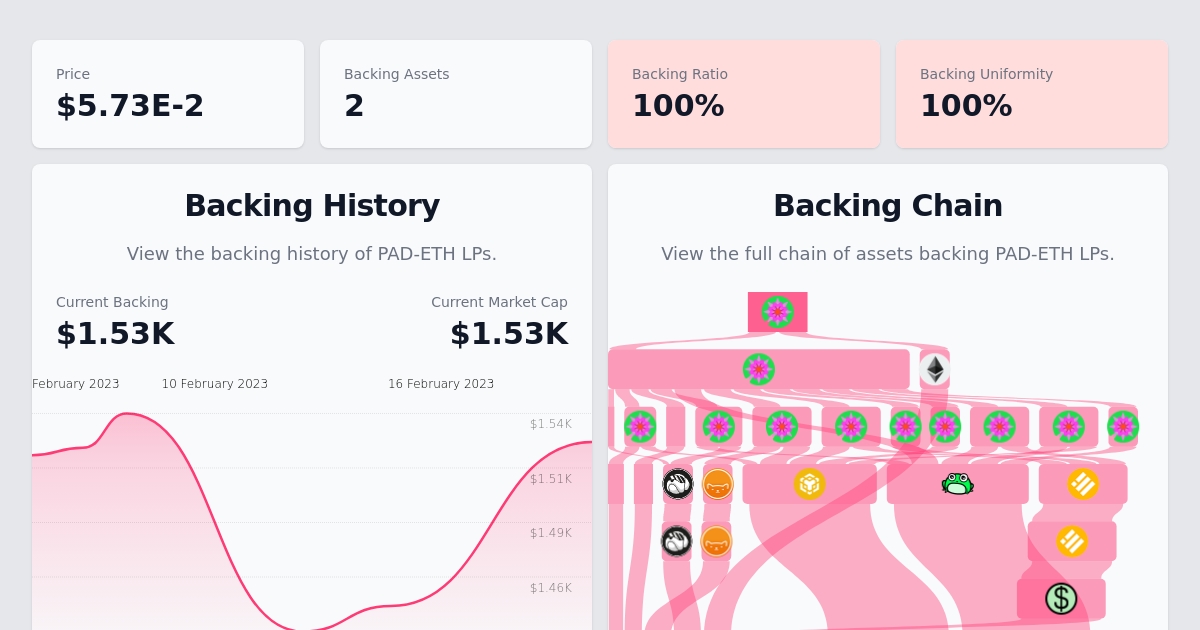 Price
$5.73E-2
Backing Assets
2
Backing Ratio
100%
Backing Uniformity
100%
Backing History
View the backing history of PAD-ETH LPs.
Current Backing
$1.53K
Current Market Cap
$1.53K
February 2023
10 February 2023
16 February 2023
$1.54K
$1.51K
$1.49K
$1.46K
Backing Chain
View the full chain of assets backing PAD-ETH LPs.
$